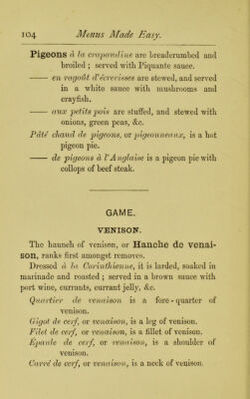 104 Menus Made Easy.
Pigeons à la crapaudine are breadcrumbed and
broiled ; served with Piquante sauce.
—— en ragoût d'écrevisses are stewed, and served
in a white sauce with mushrooms and
crayfish.
—— aux petits pois are stuffed, and stewed with
onions, green peas, &c.
Pâté chaud de pigeons, or pigeonneaux, is a hot
pigeon pie.
—— de pigeons à l'Anglaise is a pigeon pie with
collops of beef steak.
GAME.
VENISON.
The haunch of venison, or Hanche de venai-
son, ranks first amongst removes.
Dressed à la Corinthienne, it is larded, soaked in
marinade and roasted ; served in a brown sauce with
port wine, currants, currant jelly, &c.
Quartier de venaison is a fore-quarter of
venison.
Gigot de cerf, or venaison, is a leg of venison.
Filet de cerf, or venaison, is a fillet of venison.
Epaule de cerf, or venaison, is a shoulder of
venison.
Carré de cerf, or venaison, is a neck of venison.